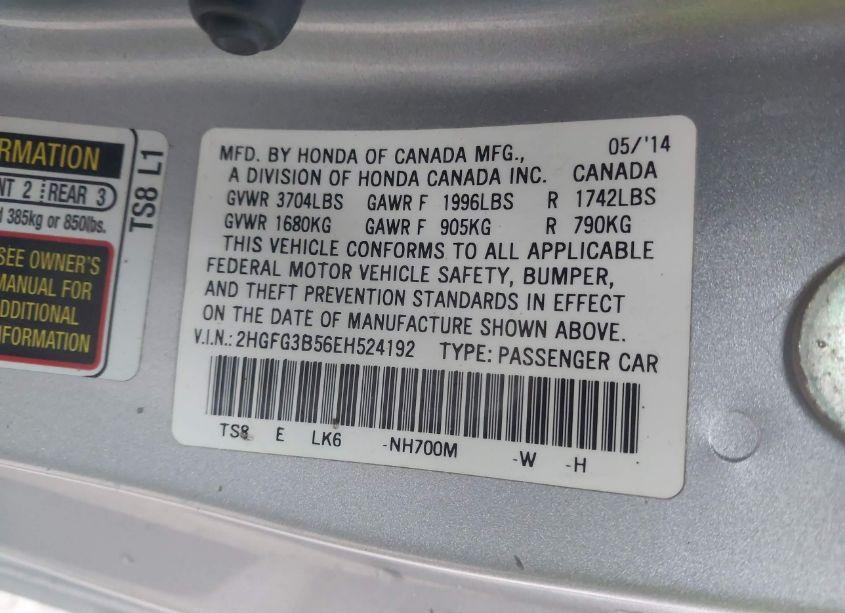 RMATION
NT 2 REAR 3
385kg or 850lbs.
SEE OWNER'S
MANUAL FOR
ADDITIONAL
INFORMATION
TS8 L1
MFD. BY HONDA OF CANADA MFG., 05/'14
A DIVISION OF HONDA CANADA INC. CANADA
GVWR 3704LBS GAWR F 1996LBS R 1742LBS
GVWR 1680KG GAWR F 905KG R 790KG
THIS VEHICLE CONFORMS TO ALL APPLICABLE
FEDERAL MOTOR VEHICLE SAFETY, BUMPER,
AND THEFT PREVENTION STANDARDS IN EFFECT
ON THE DATE OF MANUFACTURE SHOWN ABOVE.
V.I.N.: 2HGFG3B56EH524192 TYPE: PASSENGER CAR
TS8 E LK6 -NH700M -W -H